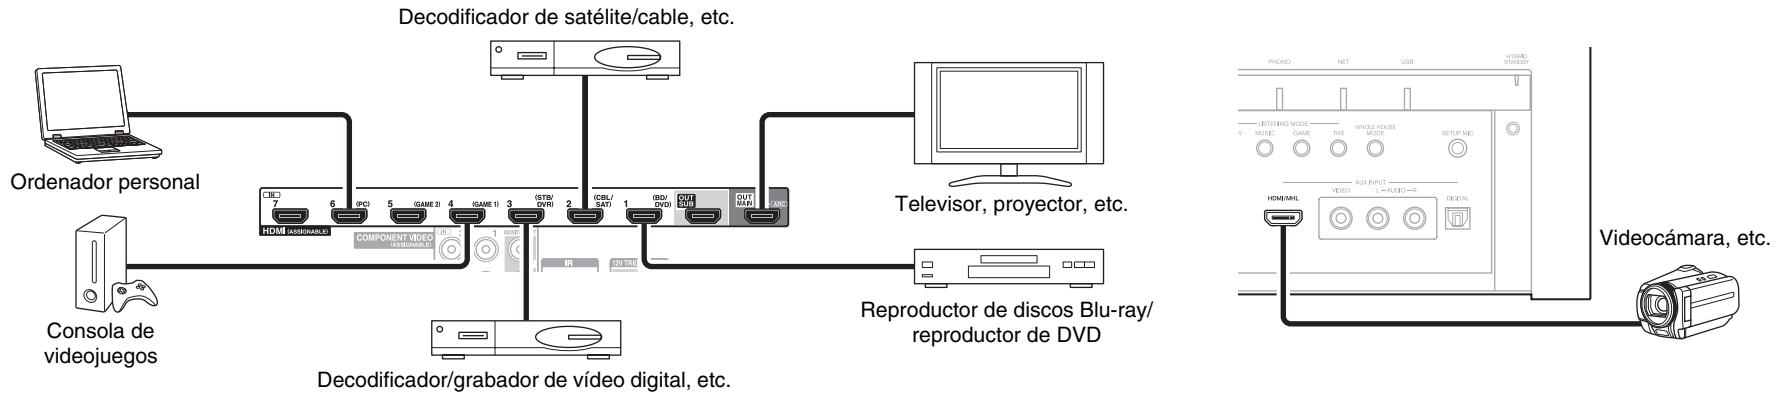 Decodificador de satélite/cable, etc.
Ordenador personal
Consola de
videojuegos
Decodificador/grabador de vídeo digital, etc.
Televisor, proyector, etc.
Reproductor de discos Blu-ray/
reproductor de DVD
IN
7 6 (PC) 5 (GAME 2) 4 (GAME 1) 3 (STB/DVR) 2 (CBL/SAT) 1 (BD/DVD) OUT SUB OUT MAIN (ARC)
HDMI (ASSIGNABLE)
COMPONENT VIDEO
(ASSIGNABLE)
IN 1
IR
PHONO NET USB HYBRID
STANDBY
LISTENING MODE
V MUSIC GAME THX WHOLE HOUSE
MODE
SETUP MIC
AUX INPUT
HDMI/MHL VIDEO L AUDIO R DIGITAL
Videocámara, etc.